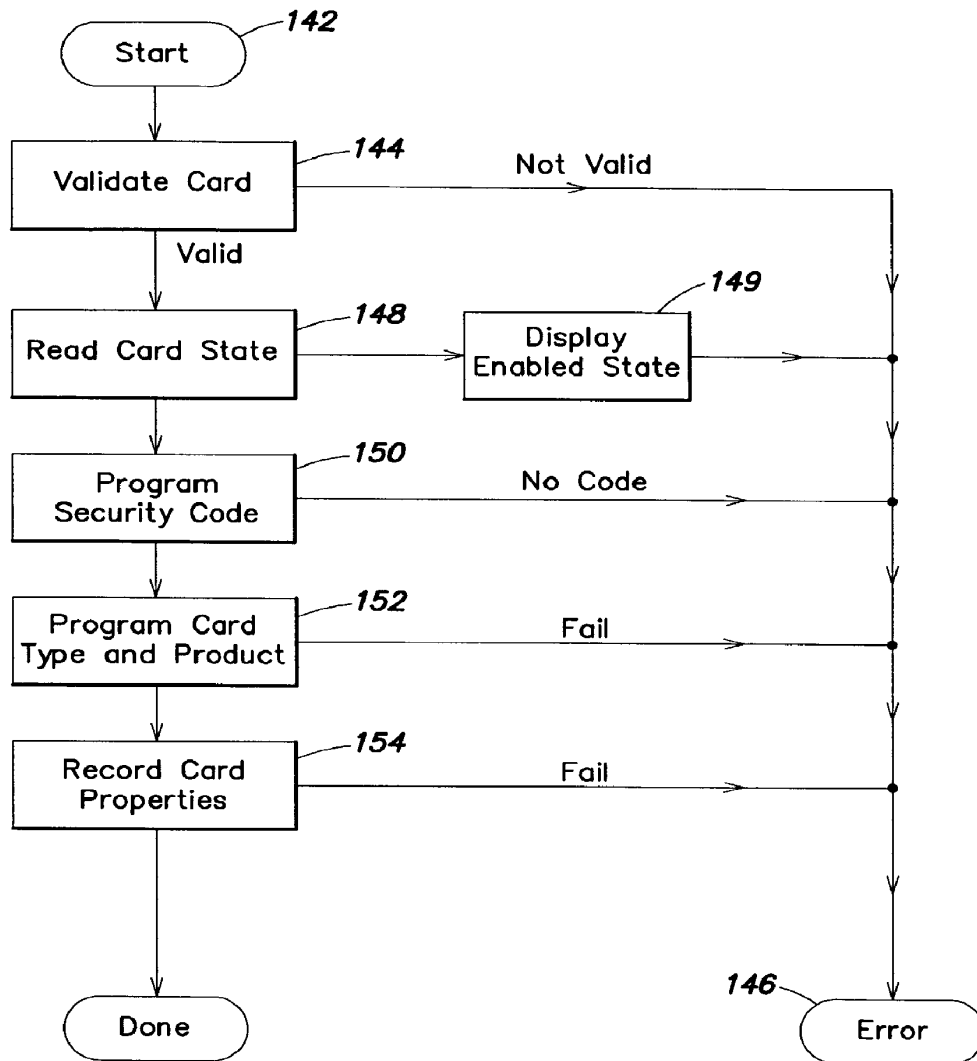 142
Start
144
Validate Card
Not Valid
Valid
148
149
Read Card State
Display
Enabled State
150
Program
Security Code
No Code
152
Program Card
Type and Product
Fail
154
Record Card
Properties
Fail
146
Done
Error